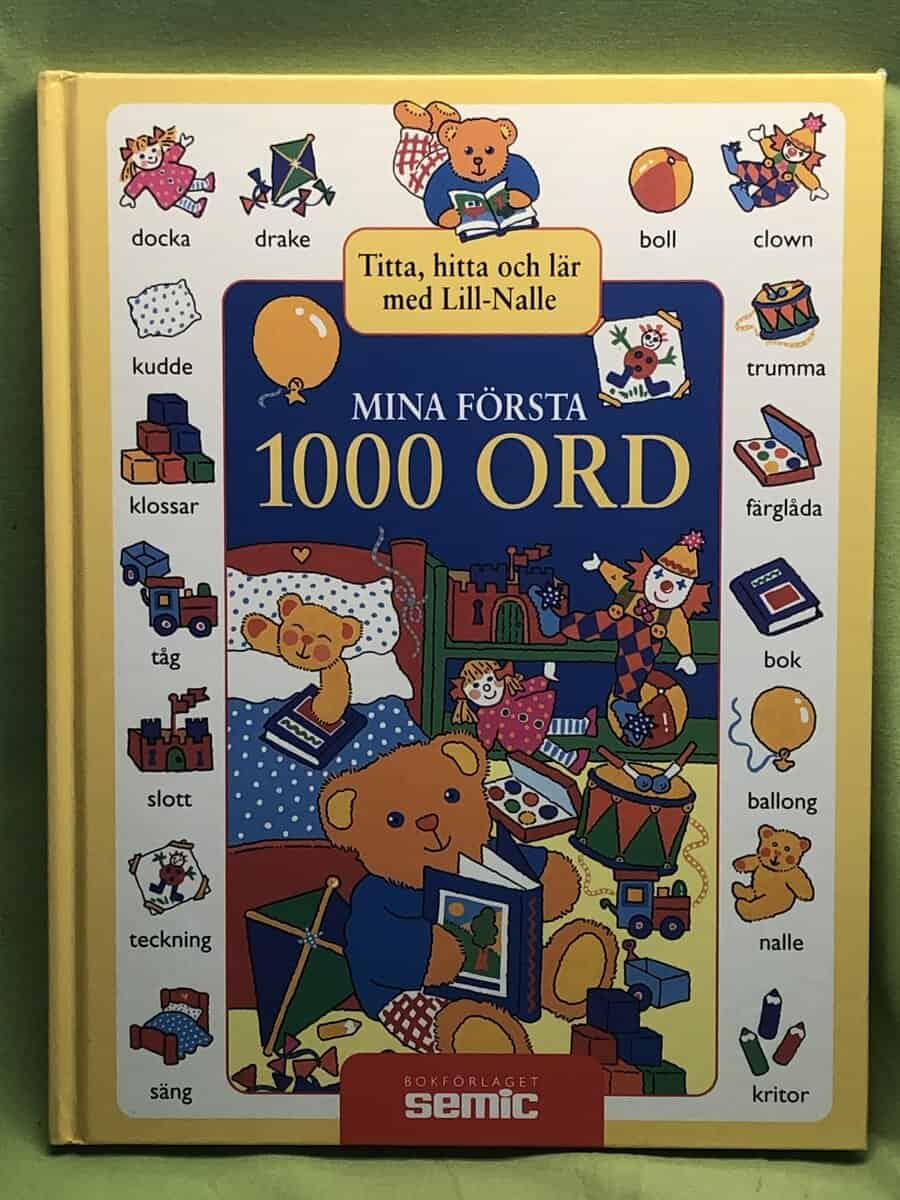 docka
drake
boll
clown
Titta, hitta och lär
med Lill-Nalle
kudde
trumma
MINA FÖRSTA
1000 ORD
klossar
färglåda
tåg
bok
slott
ballong
teckning
nalle
säng
kritor
BOKFÖRLAGET
semic